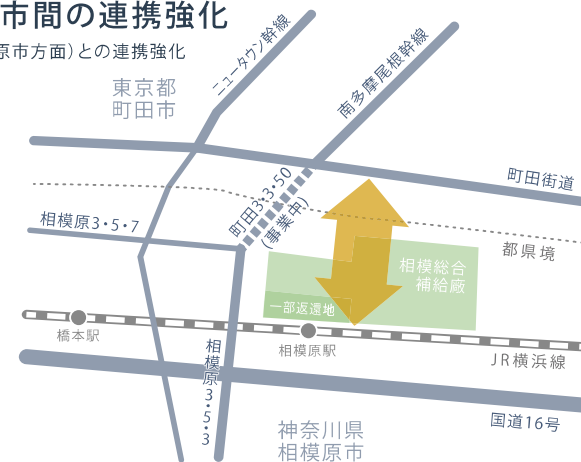 市間の連携強化
原市方面)との連携強化
ニュータウン幹線
南多摩尾根幹線
東京都
町田市
町田3・3・50
(事業中)
町田街道
相模原3・5・7
都県境
相模総合
補給廠
一部返還地
橋本駅
相模原駅
JR横浜線
相模原3・5・3
国道16号
神奈川県
相模原市